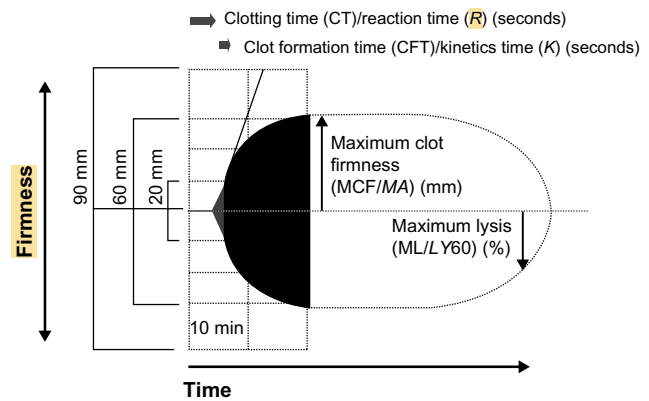 Clotting time (CT)/reaction time (R) (seconds)
Clot formation time (CFT)/kinetics time (K) (seconds)
Firmness
90 mm
60 mm
20 mm
Maximum clot
firmness
(MCF/MA) (mm)
Maximum lysis
(ML/LY60) (%)
10 min
Time